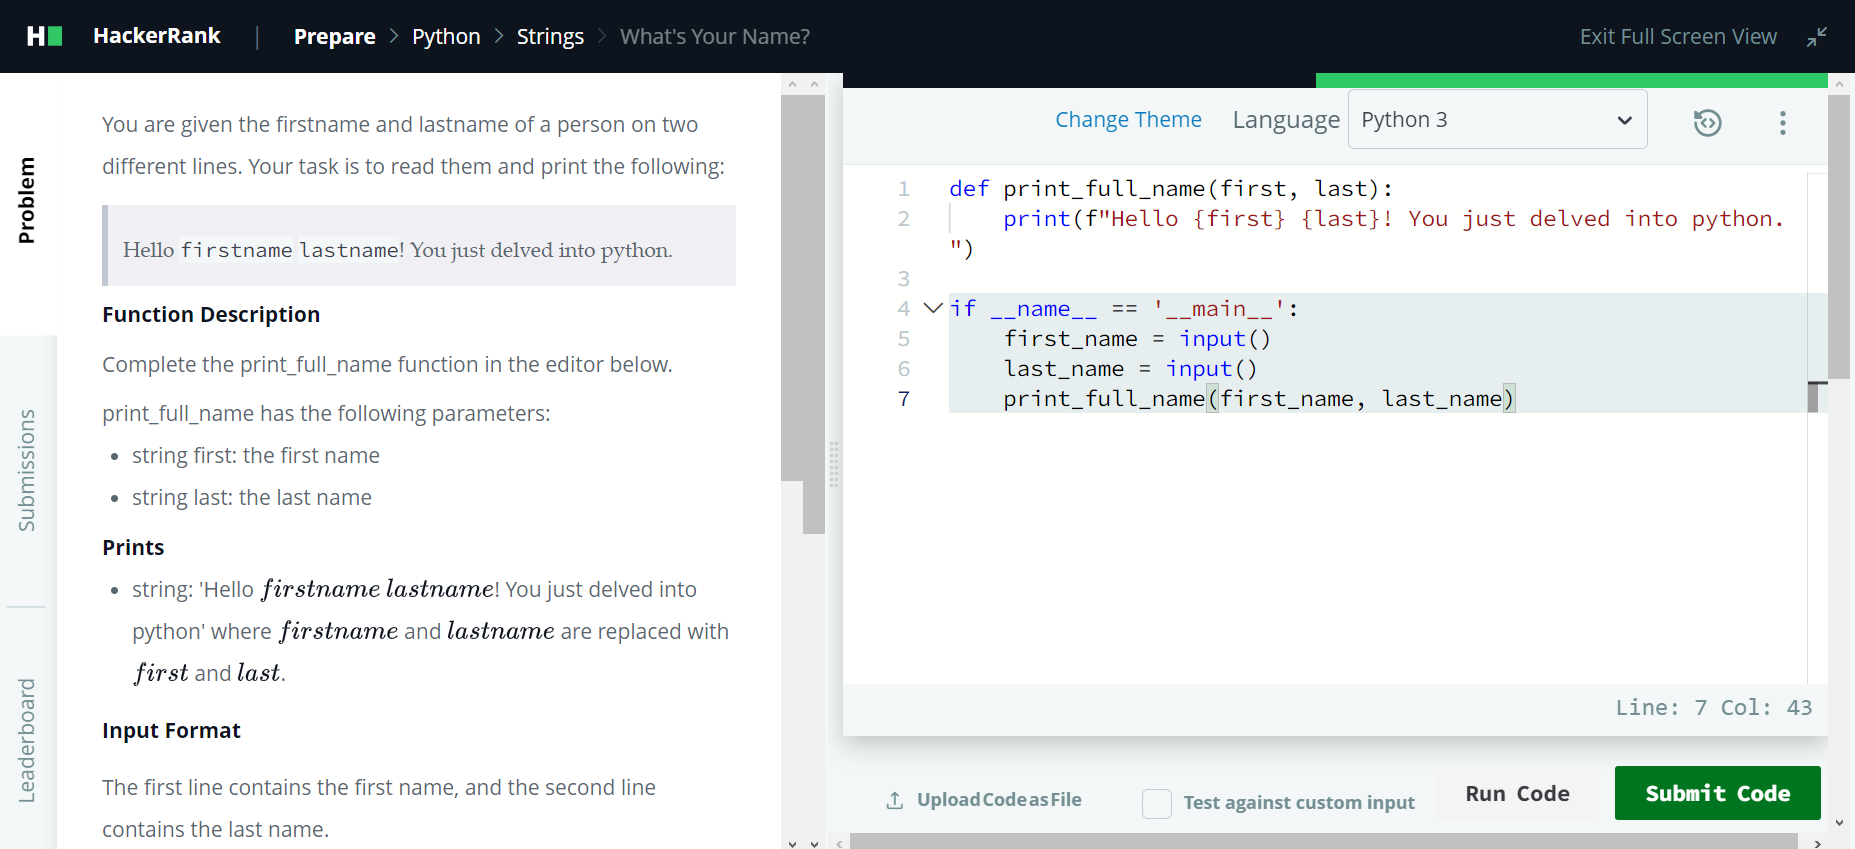 H HackerRank | Prepare > Python > Strings > What's Your Name? Exit Full Screen View
Problem
Submissions
Leaderboard
You are given the firstname and lastname of a person on two
different lines. Your task is to read them and print the following:
Hello firstname lastname! You just delved into python.
Function Description
Complete the print_full_name function in the editor below.
print_full_name has the following parameters:
• string first: the first name
• string last: the last name
Prints
• string: 'Hello firstname lastname! You just delved into
python' where firstname and lastname are replaced with
first and last.
Input Format
The first line contains the first name, and the second line
contains the last name.
Change Theme Language Python 3
1 def print_full_name(first, last):
2     print(f"Hello {first} {last}! You just delved into python.
")
3
4 if __name__ == '__main__':
5     first_name = input()
6     last_name = input()
7     print_full_name(first_name, last_name)
Line: 7 Col: 43
Upload Code as File Test against custom input Run Code Submit Code